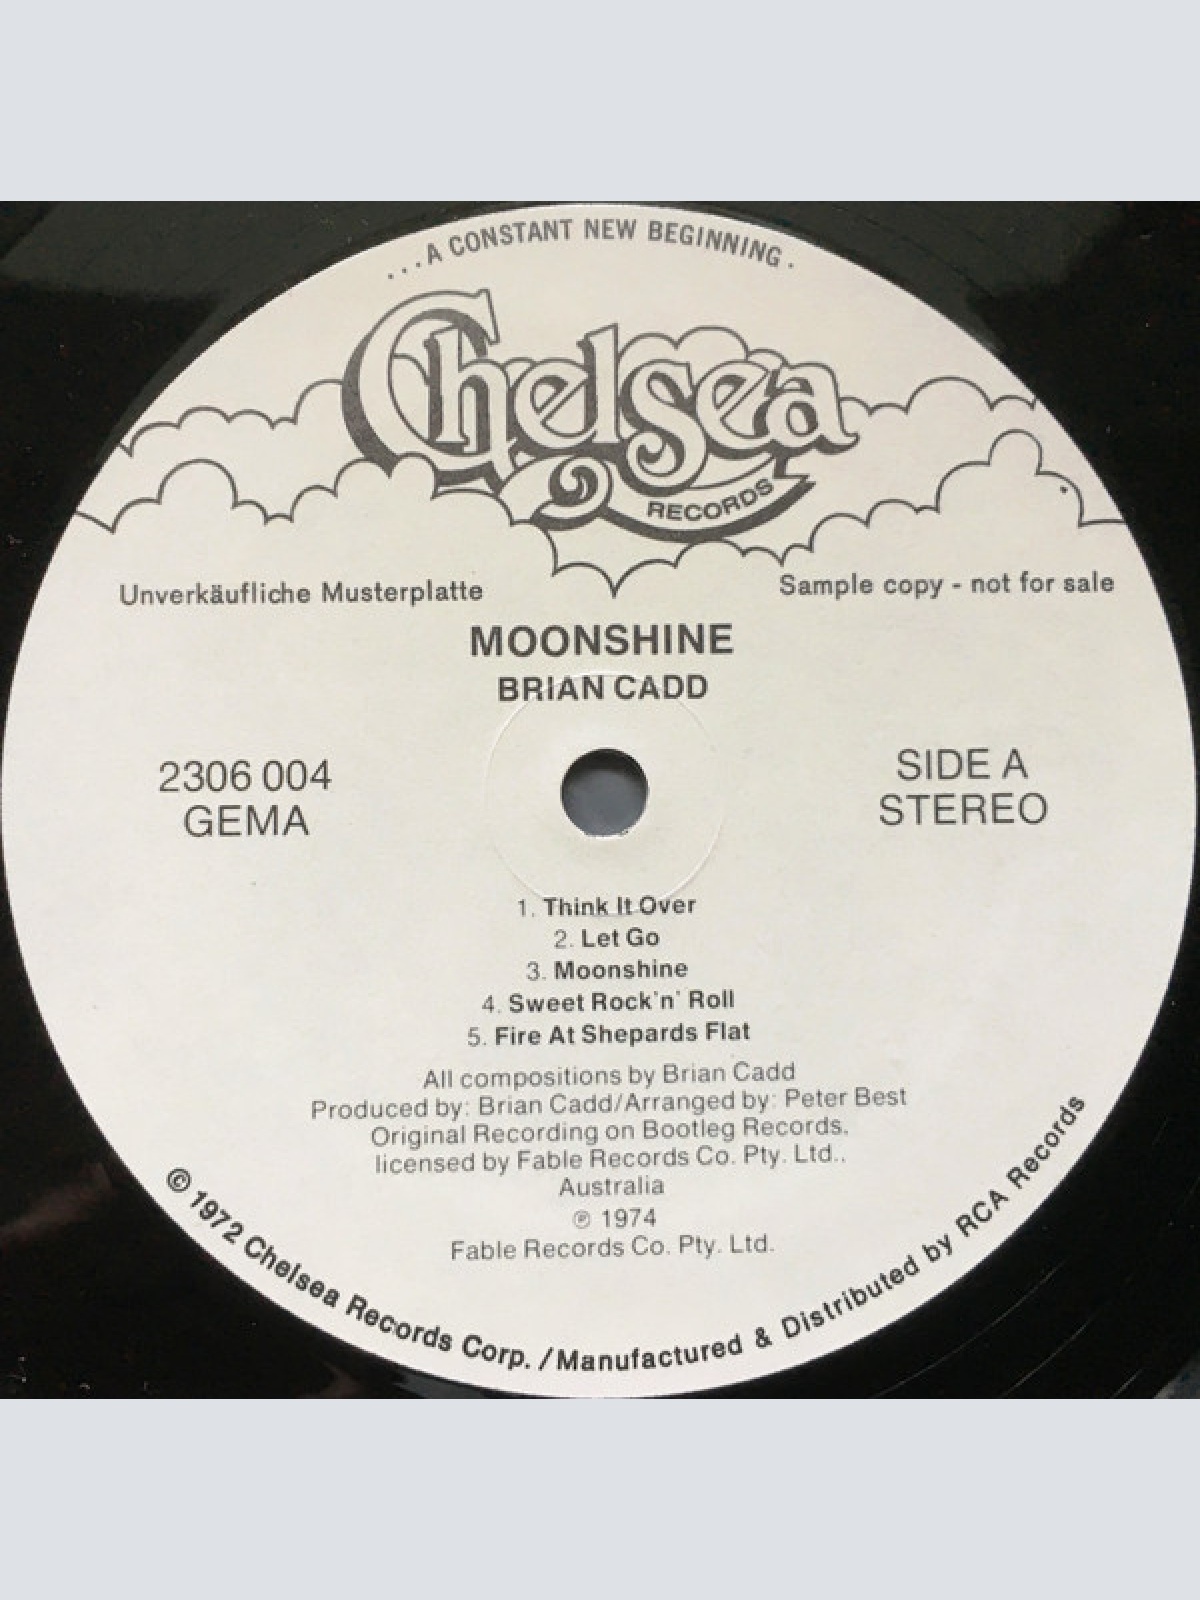 ...A CONSTANT NEW BEGINNING.
Chelsea
RECORDS
Unverkäufliche Musterplatte
Sample copy - not for sale
MOONSHINE
BRIAN CADD
2306 004
GEMA
SIDE A
STEREO
1. Think It Over
2. Let Go
3. Moonshine
4. Sweet Rock'n' Roll
5. Fire At Shepards Flat
All compositions by Brian Cadd
Produced by: Brian Cadd/Arranged by: Peter Best
Original Recording on Bootleg Records.
licensed by Fable Records Co. Pty. Ltd..
Australia
℗ 1974
Fable Records Co. Pty. Ltd.
© 1972 Chelsea Records Corp. /Manufactured & Distributed by RCA Records